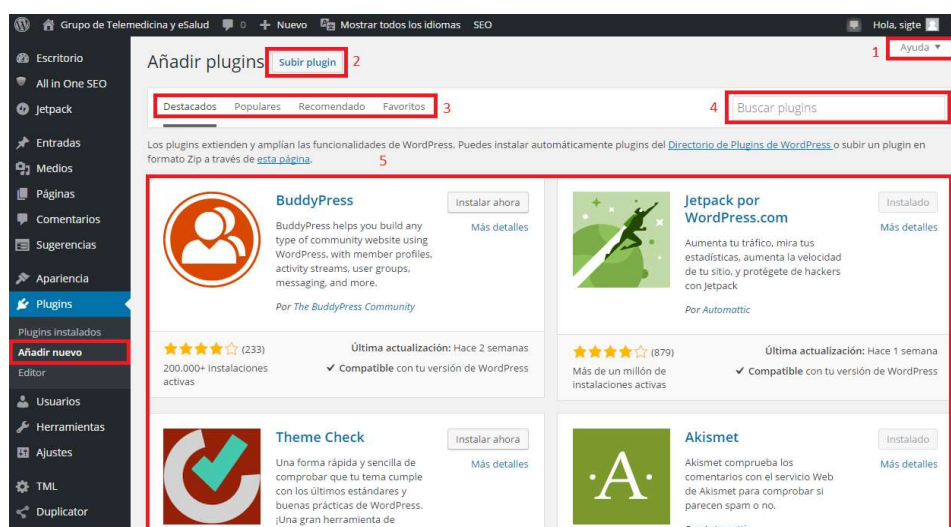 Grupo de Telemedicina y eSalud 0 + Nuevo Mostrar todos los idiomas SEO Hola, sigte
Escritorio
All in One SEO
Jetpack
Entradas
Medios
Páginas
Comentarios
Sugerencias
Apariencia
Plugins
Plugins instalados
Añadir nuevo
Editor
Usuarios
Herramientas
Ajustes
TML
Duplicator
1 Ayuda ▼
Añadir plugins Subir plugin 2
Destacados Populares Recomendado Favoritos 3
4 Buscar plugins
Los plugins extienden y amplían las funcionalidades de WordPress. Puedes instalar automáticamente plugins del Directorio de Plugins de WordPress o subir un plugin en
formato Zip a través de esta página. 5
BuddyPress
Instalar ahora
Más detalles
BuddyPress helps you build any
type of community website using
WordPress, with member profiles,
activity streams, user groups,
messaging, and more.
Por The BuddyPress Community
(233)
200.000+ instalaciones
activas
Última actualización: Hace 2 semanas
✔ Compatible con tu versión de WordPress
Jetpack por
WordPress.com
Instalado
Más detalles
Aumenta tu tráfico, mira tus
estadísticas, aumenta la velocidad
de tu sitio, y protégete de hackers
con Jetpack
Por Automattic
(879)
Más de un millón de
instalaciones activas
Última actualización: Hace 1 semana
✔ Compatible con tu versión de WordPress
Theme Check
Instalar ahora
Más detalles
Una forma rápida y sencilla de
comprobar que tu tema cumple
con los últimos estándares y
buenas prácticas de WordPress.
¡Una gran herramienta de
·A·
Akismet
Instalado
Más detalles
Akismet comprueba los
comentarios con el servicio Web
de Akismet para comprobar si
parecen spam o no.